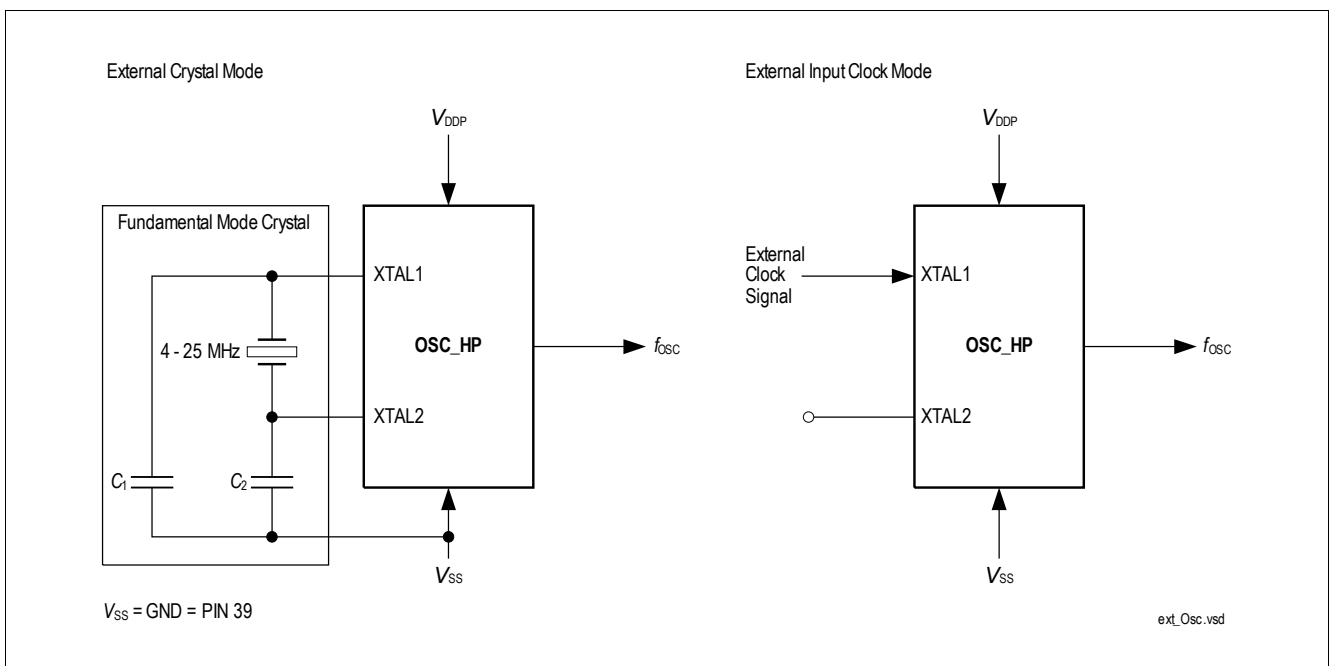 External Crystal Mode
VDDP
Fundamental Mode Crystal
XTAL1
4 - 25 MHz
OSC_HP
fOSC
XTAL2
C1
C2
VSS
VSS = GND = PIN 39
External Input Clock Mode
VDDP
External
Clock
Signal
XTAL1
OSC_HP
fOSC
XTAL2
VSS
ext_Osc.vsd